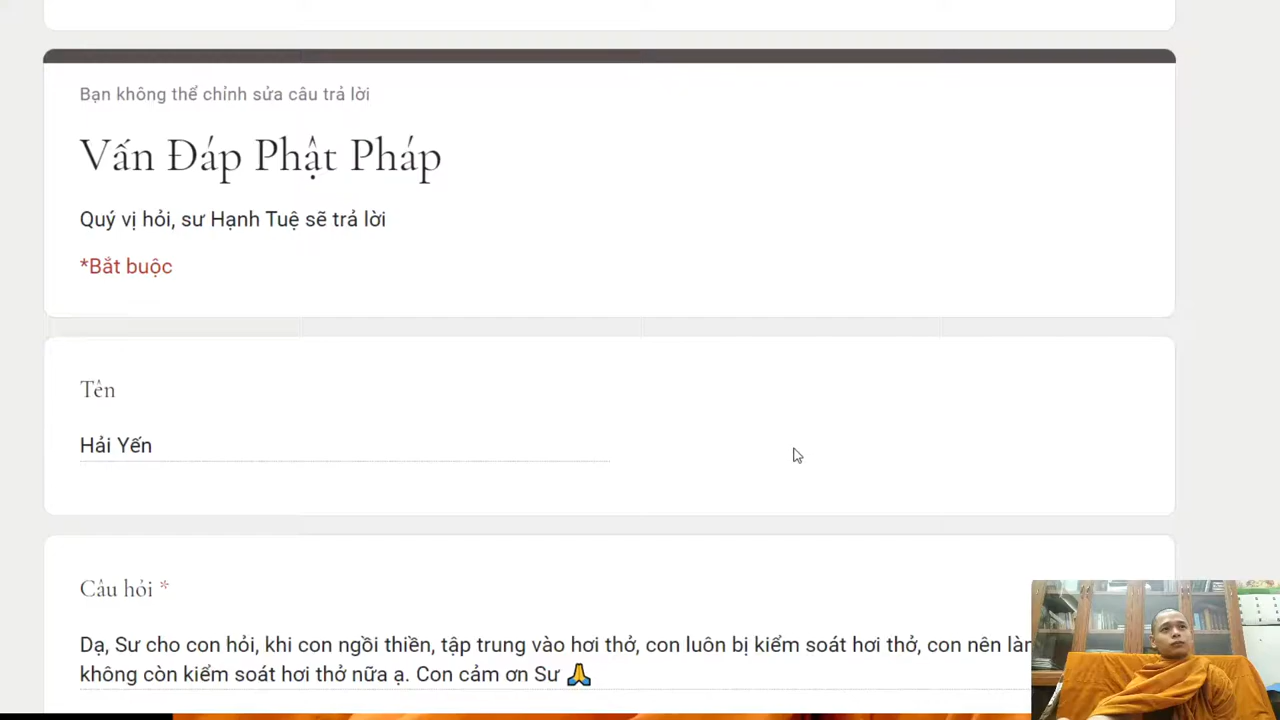 Bạn không thể chỉnh sửa câu trả lời
Vấn Đáp Phật Pháp
Quý vị hỏi, sư Hạnh Tuệ sẽ trả lời
*Bắt buộc
Tên
Hải Yến
Câu hỏi *
Dạ, Sư cho con hỏi, khi con ngồi thiền, tập trung vào hơi thở, con luôn bị kiểm soát hơi thở, con nên làm
không còn kiểm soát hơi thở nữa ạ. Con cảm ơn Sư 🙏